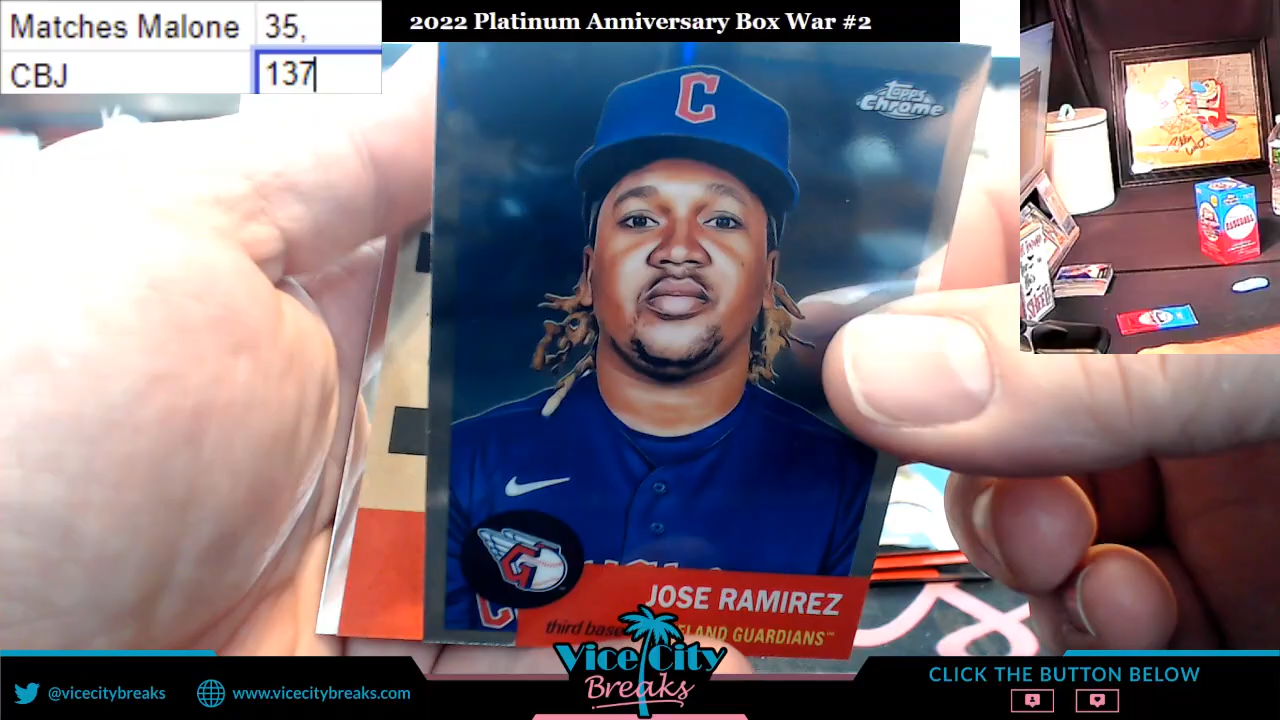 Matches Malone 35,
CBJ 137
2022 Platinum Anniversary Box War #2
C
Topps
Chrome
JOSE RAMIREZ
third base
ELAND GUARDIANS™
Vice City
Breaks
@vicecitybreaks
www.vicecitybreaks.com
CLICK THE BUTTON BELOW